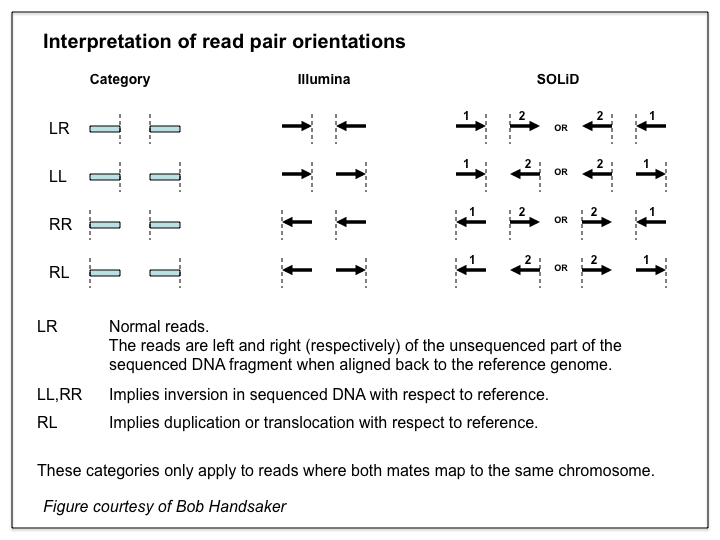 Interpretation of read pair orientations
Category Illumina SOLiD
LR 1 2 OR 2 1
LL 1 2 OR 2 1
RR 1 2 OR 2 1
RL 1 2 OR 2 1
LR Normal reads.
The reads are left and right (respectively) of the unsequenced part of the
sequenced DNA fragment when aligned back to the reference genome.
LL,RR Implies inversion in sequenced DNA with respect to reference.
RL Implies duplication or translocation with respect to reference.
These categories only apply to reads where both mates map to the same chromosome.
Figure courtesy of Bob Handsaker